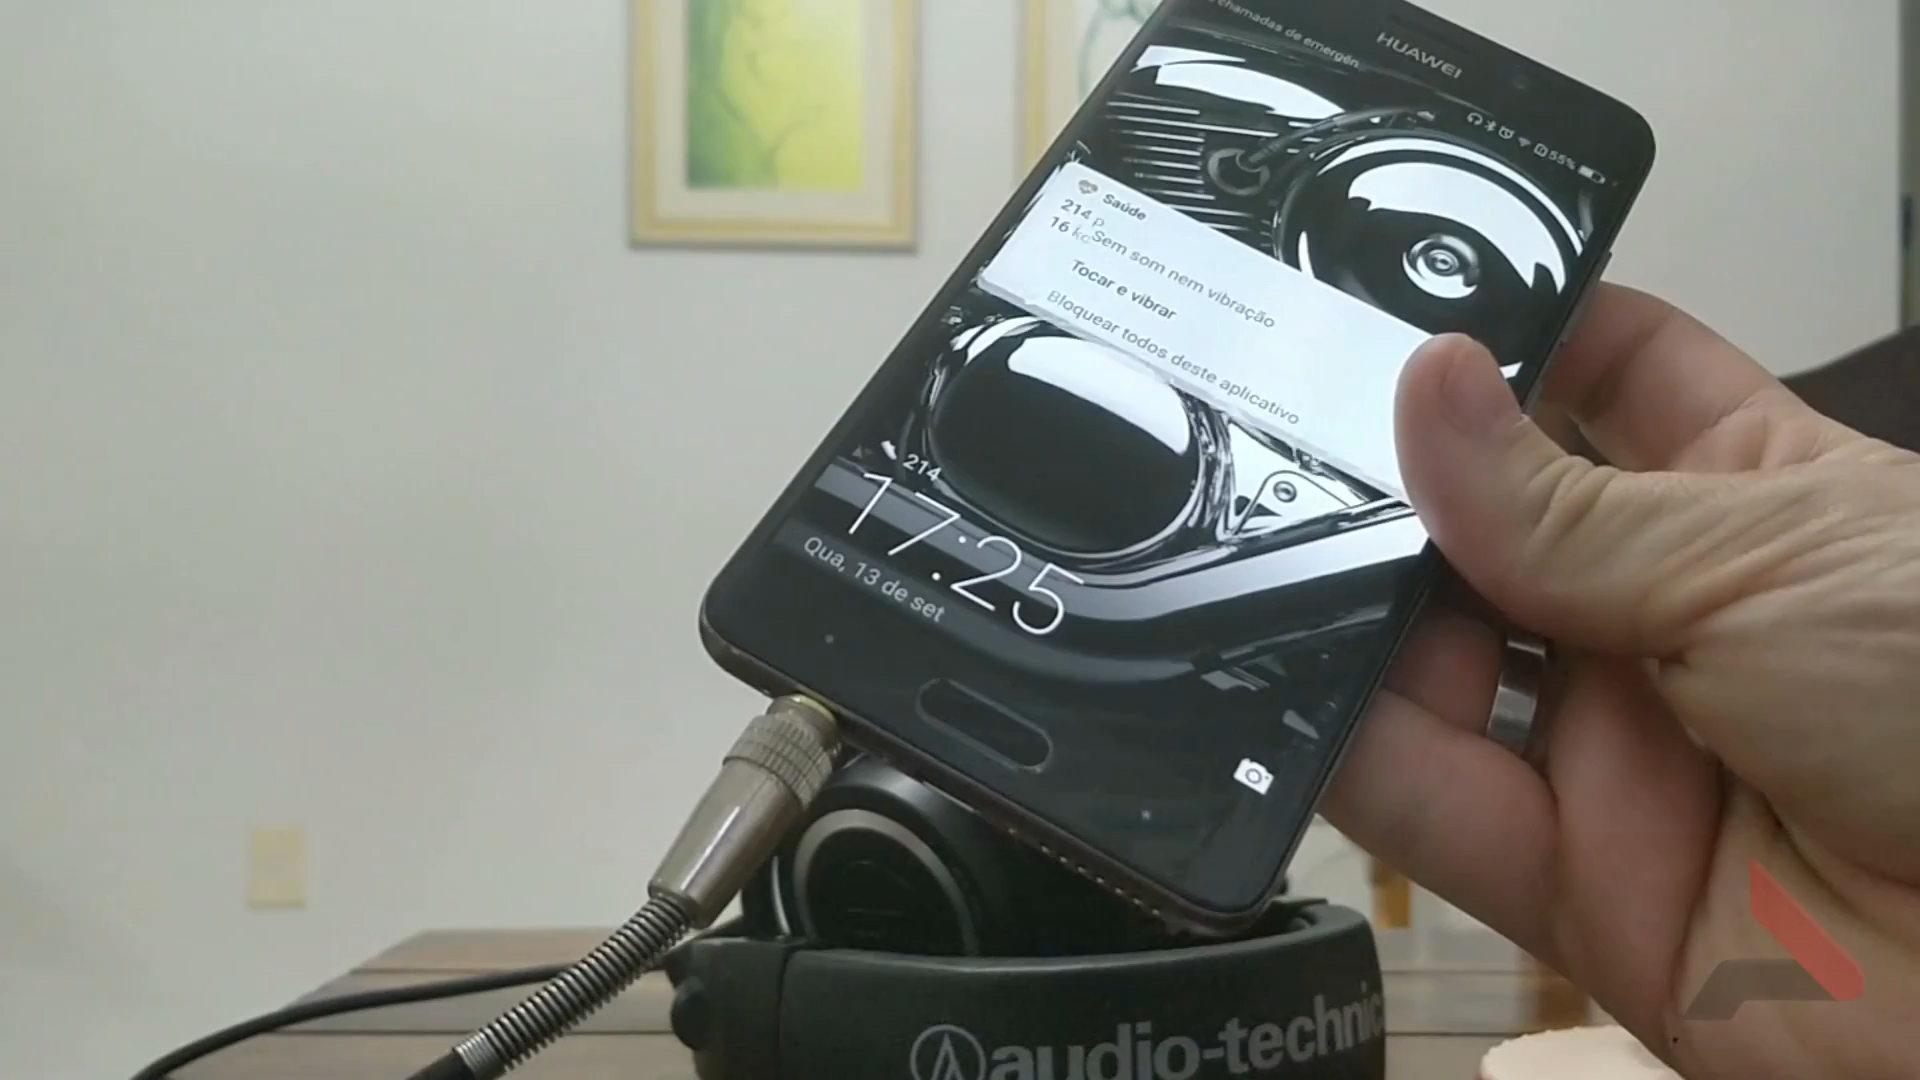 chamadas de emergên
HUAWEI
55%
Saúde
214 p
16 kc
Sem som nem vibração
Tocar e vibrar
Bloquear todos deste aplicativo
214
17:25
Qua, 13 de set
audio-technic